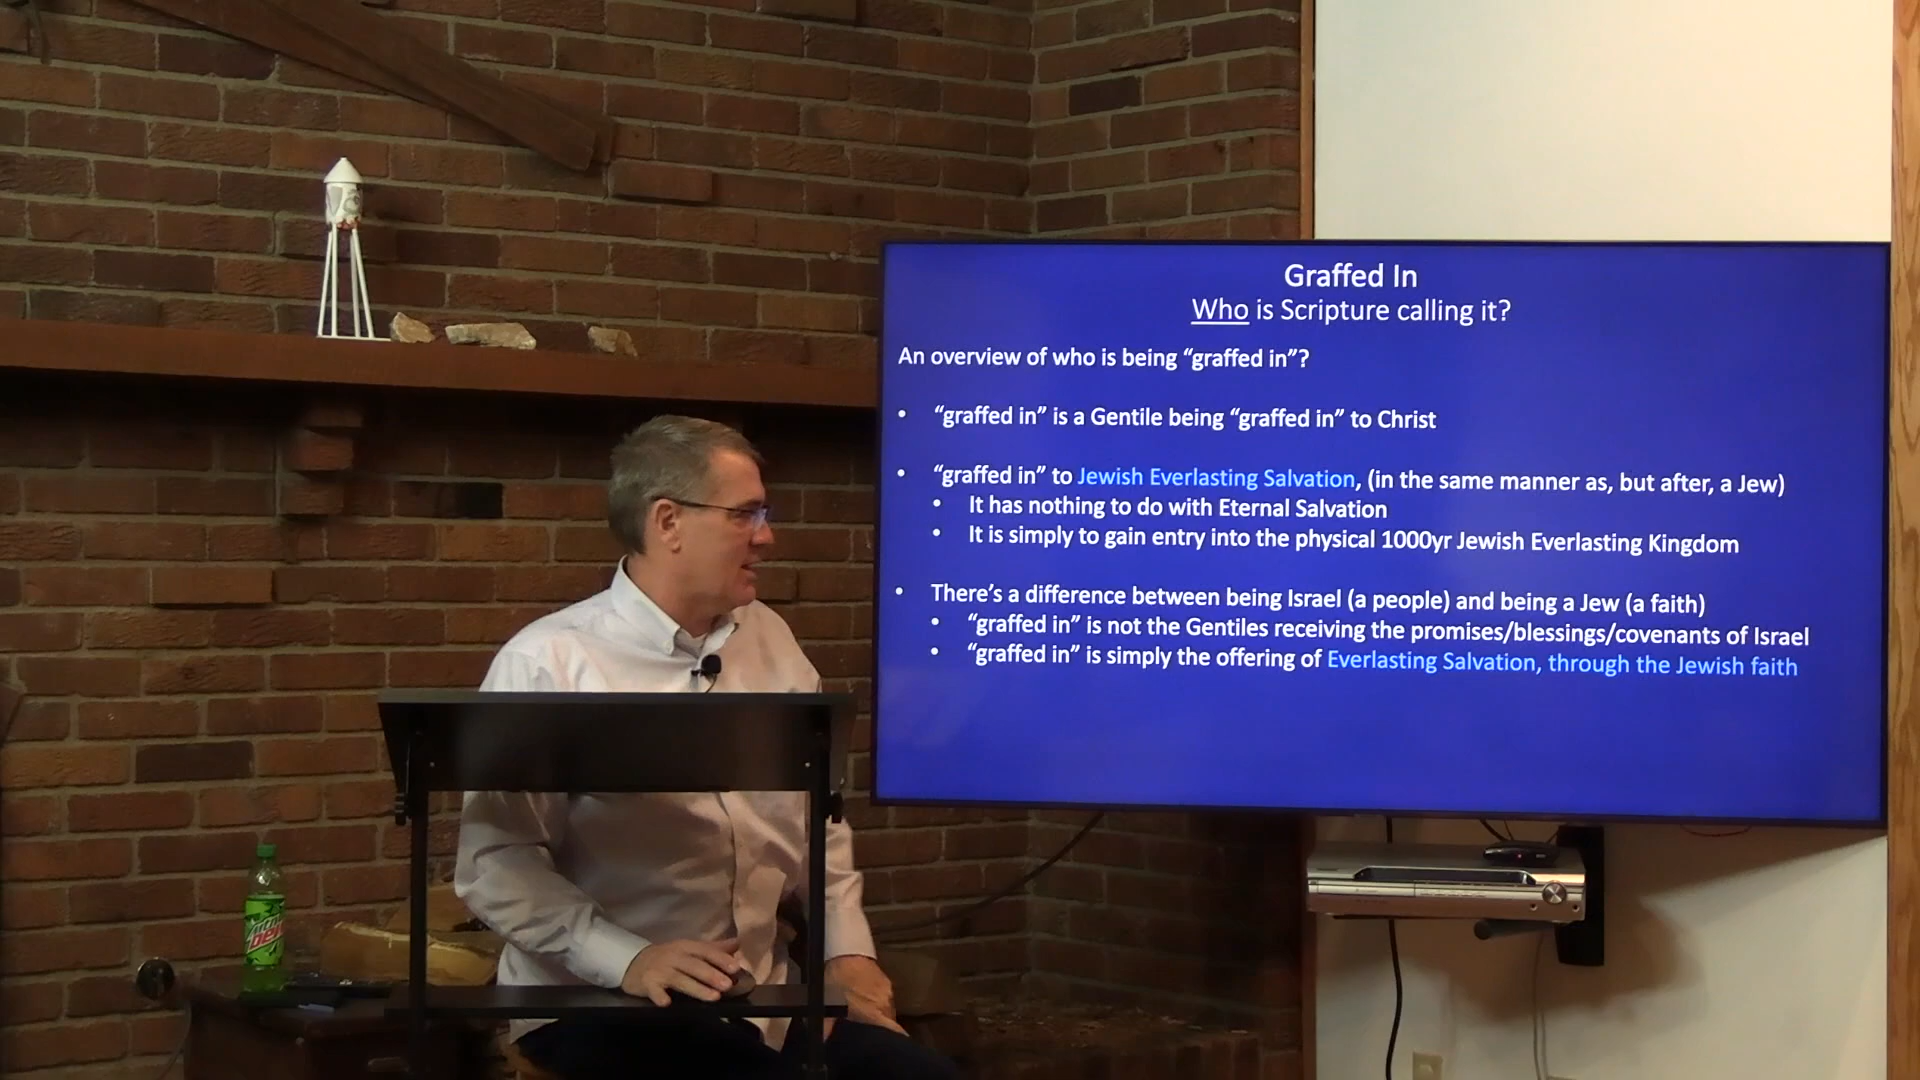 Graffed In
Who is Scripture calling it?
An overview of who is being “graffed in”?
• “graffed in” is a Gentile being “graffed in” to Christ
• “graffed in” to Jewish Everlasting Salvation, (in the same manner as, but after, a Jew)
• It has nothing to do with Eternal Salvation
• It is simply to gain entry into the physical 1000yr Jewish Everlasting Kingdom
• There’s a difference between being Israel (a people) and being a Jew (a faith)
• “graffed in” is not the Gentiles receiving the promises/blessings/covenants of Israel
• “graffed in” is simply the offering of Everlasting Salvation, through the Jewish faith